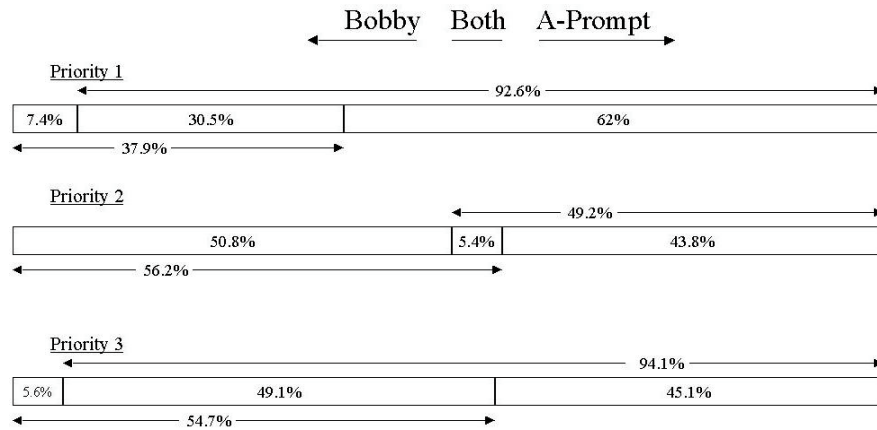 Bobby Both A-Prompt
Priority 1
92.6%
7.4% 30.5% 62%
37.9%
Priority 2
49.2%
50.8% 5.4% 43.8%
56.2%
Priority 3
94.1%
5.6% 49.1% 45.1%
54.7%